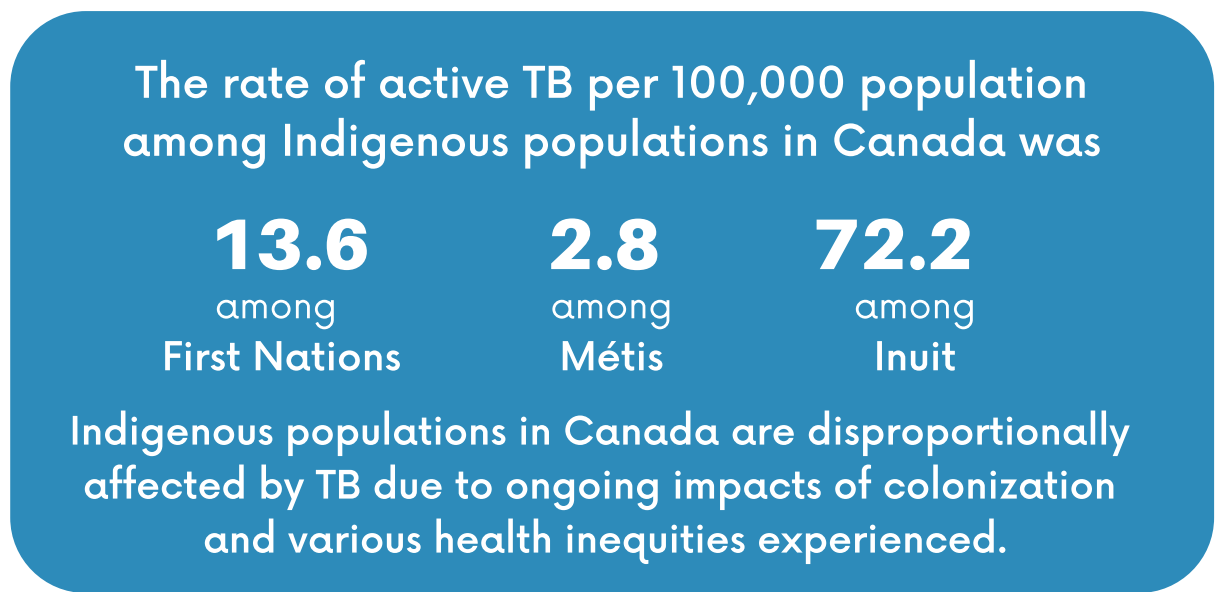 The rate of active TB per 100,000 population
among Indigenous populations in Canada was
13.6 2.8 72.2
among among among
First Nations Métis Inuit
Indigenous populations in Canada are disproportionally
affected by TB due to ongoing impacts of colonization
and various health inequities experienced.